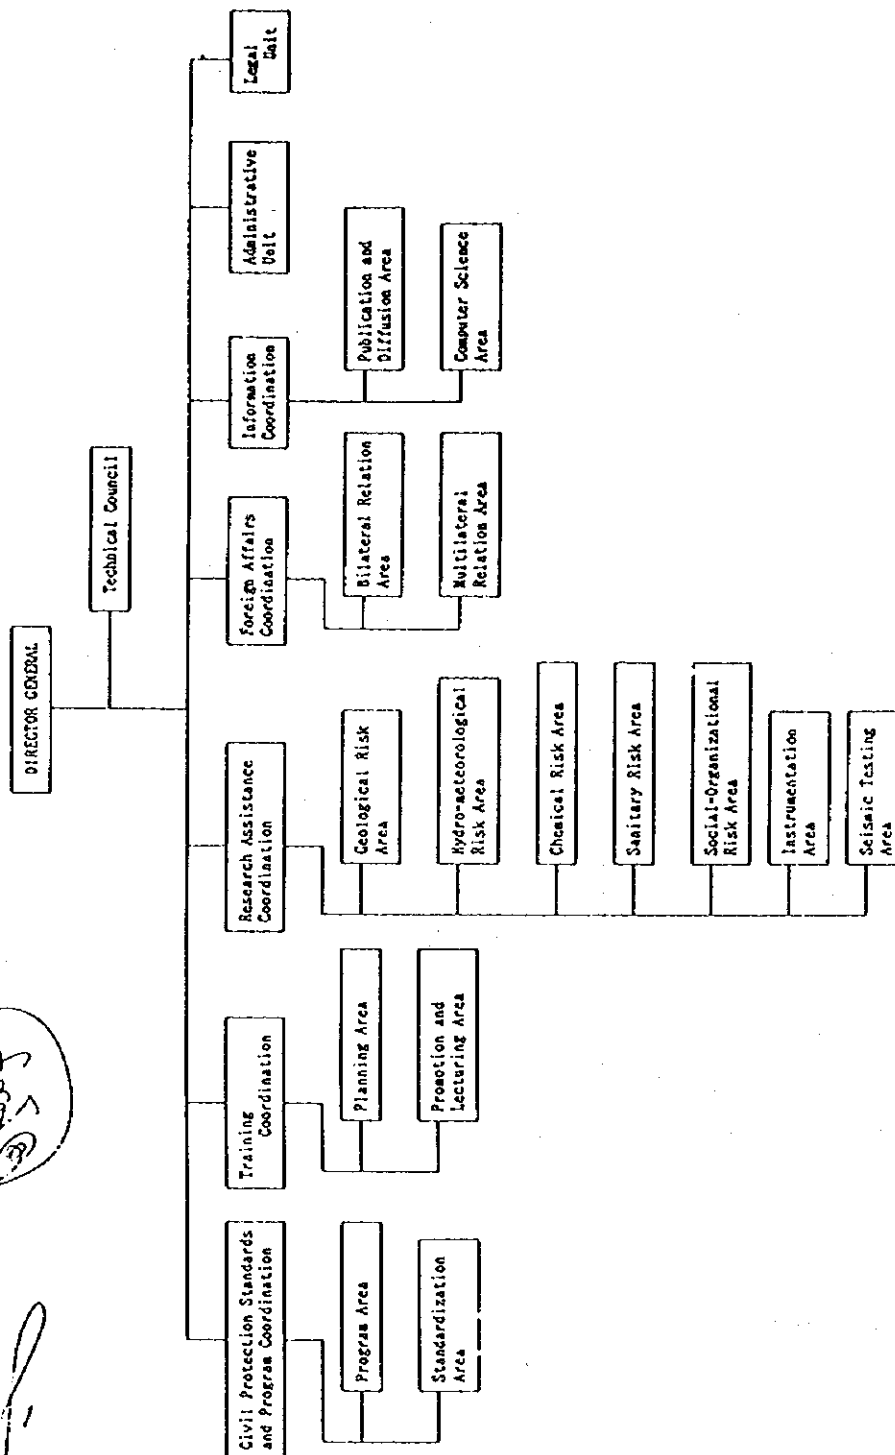 DIRECTOR GENERAL
Technical Council
Civil Protection Standards
and Program Coordination
Program Area
Standardization
Area
Training
Coordination
Planning Area
Promotion and
Lecturing Area
Research Assistance
Coordination
Geological Risk
Area
Hydro-meteorological
Risk Area
Chemical Risk Area
Sanitary Risk Area
Social-Organizational
Risk Area
Instrumentation
Area
Seismic Testing
Area
Foreign Affairs
Coordination
Bilateral Relation
Area
Multilateral
Relation Area
Information
Coordination
Publication and
Diffusion Area
Computer Science
Area
Administrative
Unit
Legal
Unit